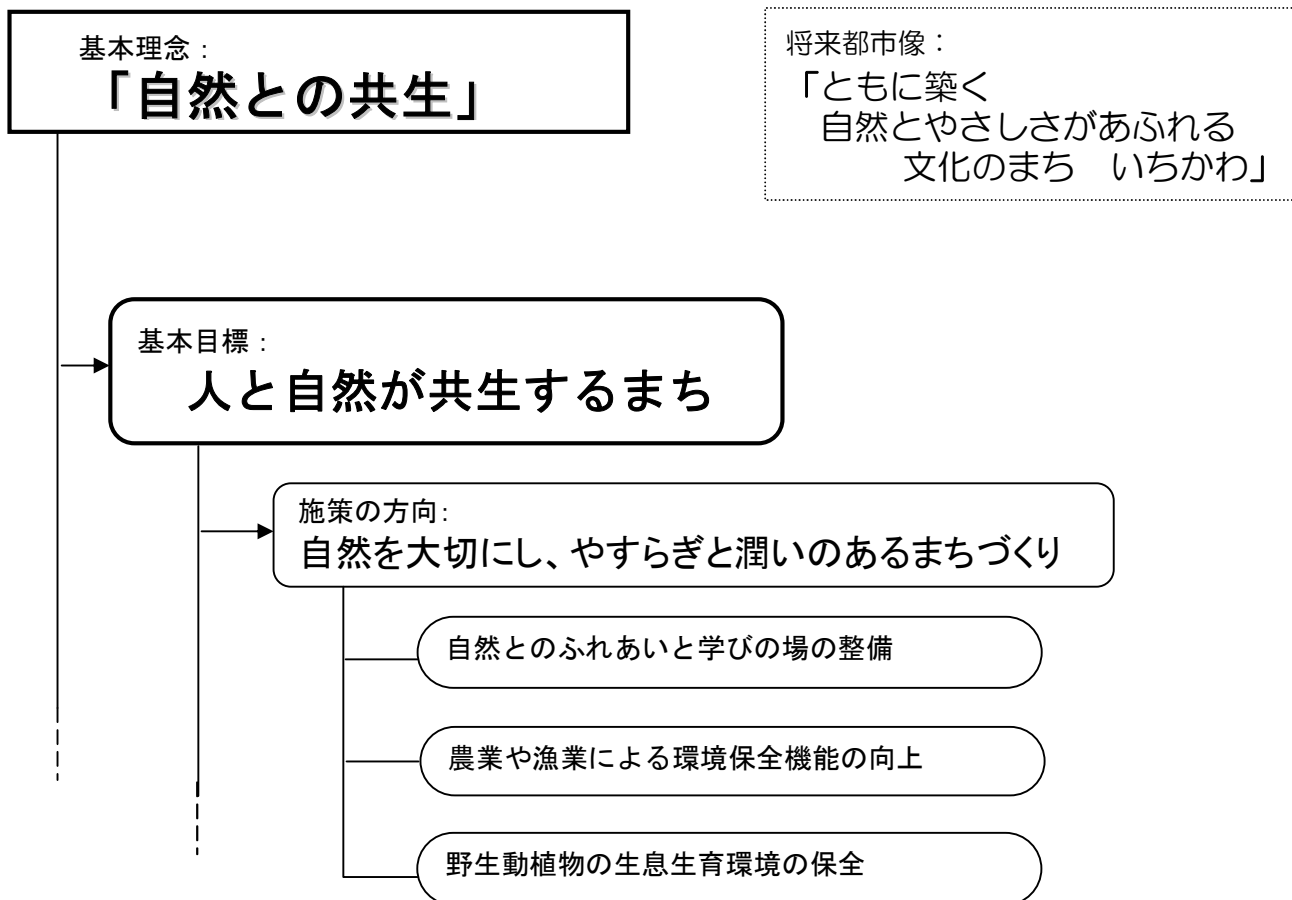 基本理念：
「自然との共生」
将来都市像：
「ともに築く
自然とやさしさがあふれる
文化のまち　いちかわ」
基本目標：
人と自然が共生するまち
施策の方向：
自然を大切にし、やすらぎと潤いのあるまちづくり
自然とのふれあいと学びの場の整備
農業や漁業による環境保全機能の向上
野生動植物の生息生育環境の保全